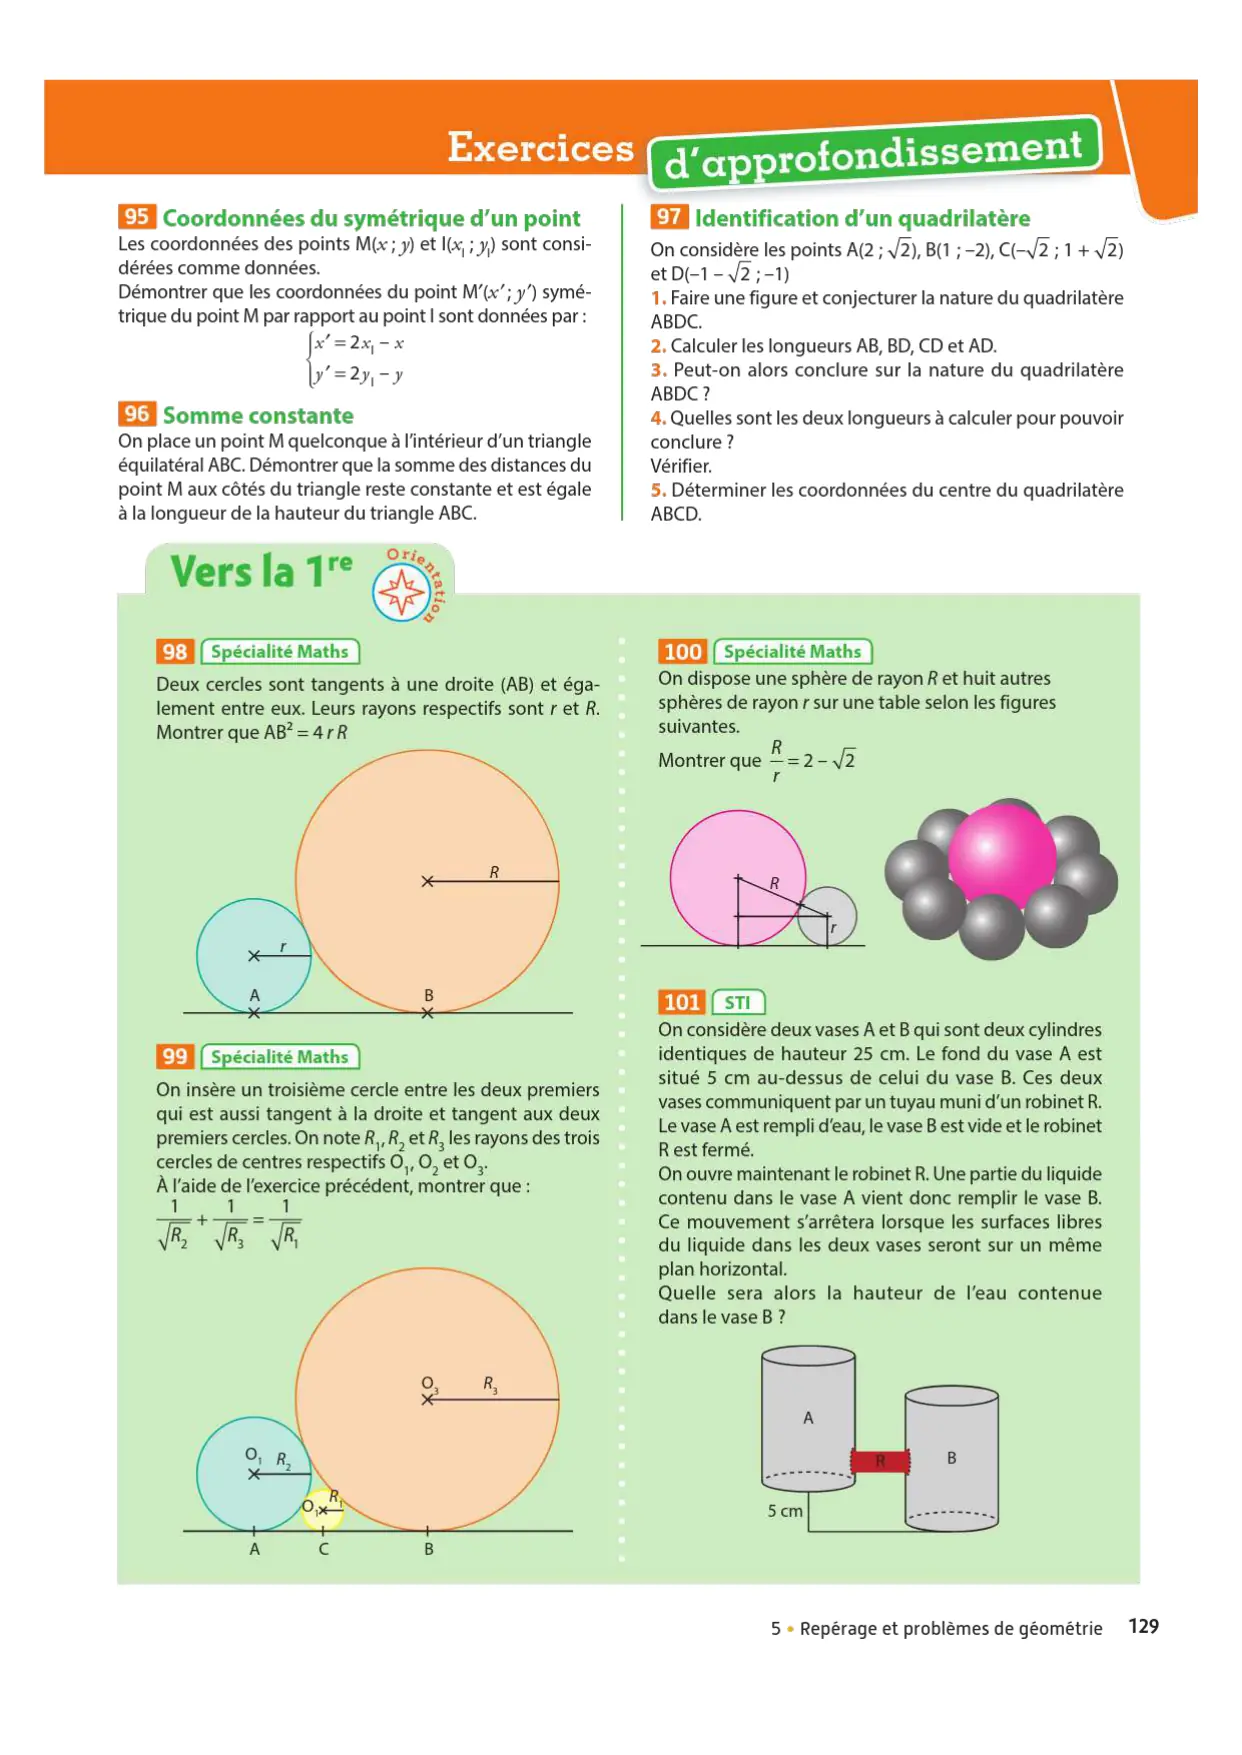 Exercices d'approfondissement
95 Coordonnées du symétrique d'un point
Les coordonnées des points M(x ; y) et I(x_I ; y_I) sont consi-
dérées comme données.
Démontrer que les coordonnées du point M′(x′ ; y′) symé-
trique du point M par rapport au point I sont données par :
x′ = 2x_I – x
y′ = 2y_I – y
96 Somme constante
On place un point M quelconque à l'intérieur d'un triangle
équilatéral ABC. Démontrer que la somme des distances du
point M aux côtés du triangle reste constante et est égale
à la longueur de la hauteur du triangle ABC.
97 Identification d'un quadrilatère
On considère les points A(2 ; √2), B(1 ; –2), C(–√2 ; 1 + √2)
et D(–1 – √2 ; –1)
1. Faire une figure et conjecturer la nature du quadrilatère
ABDC.
2. Calculer les longueurs AB, BD, CD et AD.
3. Peut-on alors conclure sur la nature du quadrilatère
ABDC ?
4. Quelles sont les deux longueurs à calculer pour pouvoir
conclure ?
Vérifier.
5. Déterminer les coordonnées du centre du quadrilatère
ABCD.
Vers la 1re
Orientation
98 Spécialité Maths
Deux cercles sont tangents à une droite (AB) et éga-
lement entre eux. Leurs rayons respectifs sont r et R.
Montrer que AB² = 4 r R
R
r
A B
99 Spécialité Maths
On insère un troisième cercle entre les deux premiers
qui est aussi tangent à la droite et tangent aux deux
premiers cercles. On note R₁, R₂ et R₃ les rayons des trois
cercles de centres respectifs O₁, O₂ et O₃.
À l'aide de l'exercice précédent, montrer que :
1/√R₂ + 1/√R₃ = 1/√R₁
O₃ R₃
O₁ R₂
O₁ R₁
A C B
100 Spécialité Maths
On dispose une sphère de rayon R et huit autres
sphères de rayon r sur une table selon les figures
suivantes.
Montrer que R/r = 2 – √2
R
r
101 STI
On considère deux vases A et B qui sont deux cylindres
identiques de hauteur 25 cm. Le fond du vase A est
situé 5 cm au-dessus de celui du vase B. Ces deux
vases communiquent par un tuyau muni d'un robinet R.
Le vase A est rempli d'eau, le vase B est vide et le robinet
R est fermé.
On ouvre maintenant le robinet R. Une partie du liquide
contenu dans le vase A vient donc remplir le vase B.
Ce mouvement s'arrêtera lorsque les surfaces libres
du liquide dans les deux vases seront sur un même
plan horizontal.
Quelle sera alors la hauteur de l'eau contenue
dans le vase B ?
A
R B
5 cm
5 • Repérage et problèmes de géométrie 129